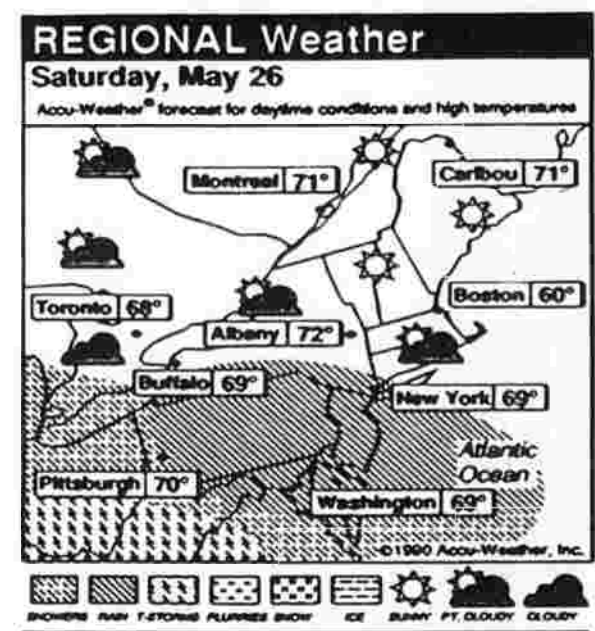 REGIONAL Weather
Saturday, May 26
Accu-Weather® forecast for daytime conditions and high temperatures
Montreal 71°
Caribou 71°
Toronto 68°
Boston 60°
Albany 72°
Buffalo 69°
New York 69°
Atlantic
Ocean
Pittsburgh 70°
Washington 69°
©1990 Accu-Weather, Inc.
SHOWERS RAIN T-STORMS FLURRIES SNOW ICE SUNNY PT. CLOUDY CLOUDY